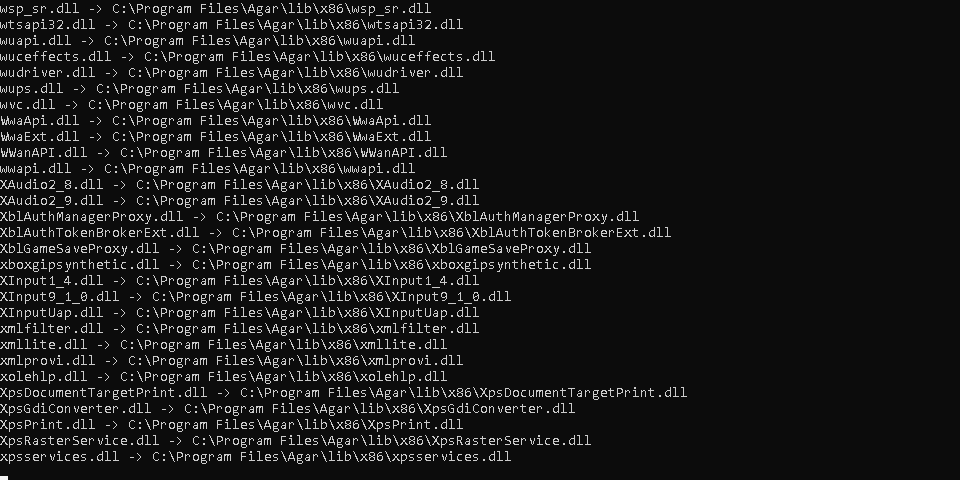 wsp_sr.dll -> C:\Program Files\Agar\lib\x86\wsp_sr.dll
wtsapi32.dll -> C:\Program Files\Agar\lib\x86\wtsapi32.dll
wuapi.dll -> C:\Program Files\Agar\lib\x86\wuapi.dll
wuceffects.dll -> C:\Program Files\Agar\lib\x86\wuceffects.dll
wudriver.dll -> C:\Program Files\Agar\lib\x86\wudriver.dll
wups.dll -> C:\Program Files\Agar\lib\x86\wups.dll
wvc.dll -> C:\Program Files\Agar\lib\x86\wvc.dll
WwaApi.dll -> C:\Program Files\Agar\lib\x86\WwaApi.dll
WwaExt.dll -> C:\Program Files\Agar\lib\x86\WwaExt.dll
WWanAPI.dll -> C:\Program Files\Agar\lib\x86\WWanAPI.dll
wwapi.dll -> C:\Program Files\Agar\lib\x86\wwapi.dll
XAudio2_8.dll -> C:\Program Files\Agar\lib\x86\XAudio2_8.dll
XAudio2_9.dll -> C:\Program Files\Agar\lib\x86\XAudio2_9.dll
XblAuthManagerProxy.dll -> C:\Program Files\Agar\lib\x86\XblAuthManagerProxy.dll
XblAuthTokenBrokerExt.dll -> C:\Program Files\Agar\lib\x86\XblAuthTokenBrokerExt.dll
XblGameSaveProxy.dll -> C:\Program Files\Agar\lib\x86\XblGameSaveProxy.dll
xboxgipsynthetic.dll -> C:\Program Files\Agar\lib\x86\xboxgipsynthetic.dll
XInput1_4.dll -> C:\Program Files\Agar\lib\x86\XInput1_4.dll
XInput9_1_0.dll -> C:\Program Files\Agar\lib\x86\XInput9_1_0.dll
XInputUap.dll -> C:\Program Files\Agar\lib\x86\XInputUap.dll
xmlfilter.dll -> C:\Program Files\Agar\lib\x86\xmlfilter.dll
xmllite.dll -> C:\Program Files\Agar\lib\x86\xmllite.dll
xmlprovi.dll -> C:\Program Files\Agar\lib\x86\xmlprovi.dll
xolehlp.dll -> C:\Program Files\Agar\lib\x86\xolehlp.dll
XpsDocumentTargetPrint.dll -> C:\Program Files\Agar\lib\x86\XpsDocumentTargetPrint.dll
XpsGdiConverter.dll -> C:\Program Files\Agar\lib\x86\XpsGdiConverter.dll
XpsPrint.dll -> C:\Program Files\Agar\lib\x86\XpsPrint.dll
XpsRasterService.dll -> C:\Program Files\Agar\lib\x86\XpsRasterService.dll
xpsservices.dll -> C:\Program Files\Agar\lib\x86\xpsservices.dll